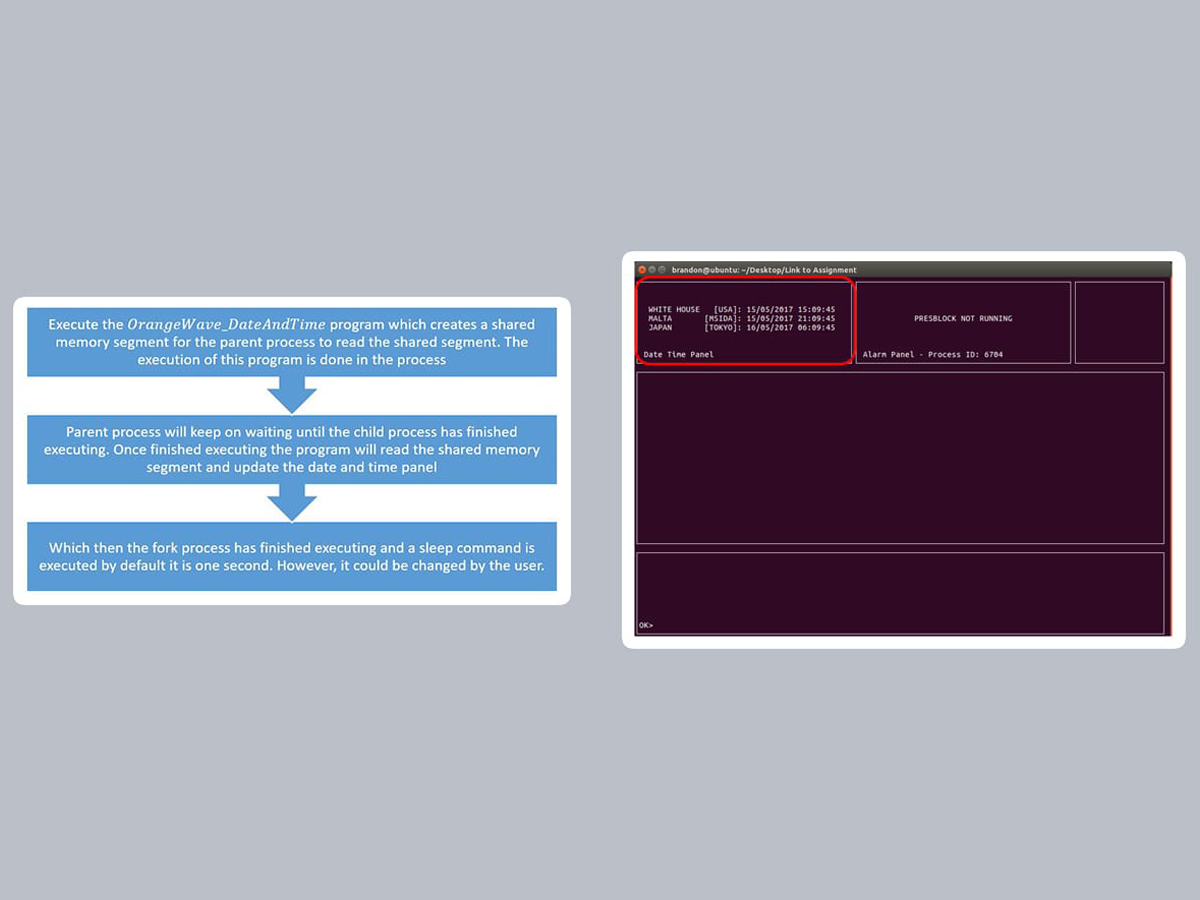 Execute the OrangeWave_DateAndTime program which creates a shared
memory segment for the parent process to read the shared segment. The
execution of this program is done in the process
Parent process will keep on waiting until the child process has finished
executing. Once finished executing the program will read the shared memory
segment and update the date and time panel
Which then the fork process has finished executing and a sleep command is
executed by default it is one second. However, it could be changed by the user.
brandon@ubuntu: ~/Desktop/Link to Assignment
WHITE HOUSE [USA]: 15/05/2017 15:09:45
MALTA [MSIDA]: 15/05/2017 21:09:45
JAPAN [TOKYO]: 16/05/2017 06:09:45
Date Time Panel
PRESBLOCK NOT RUNNING
Alarm Panel - Process ID: 6704
OK>